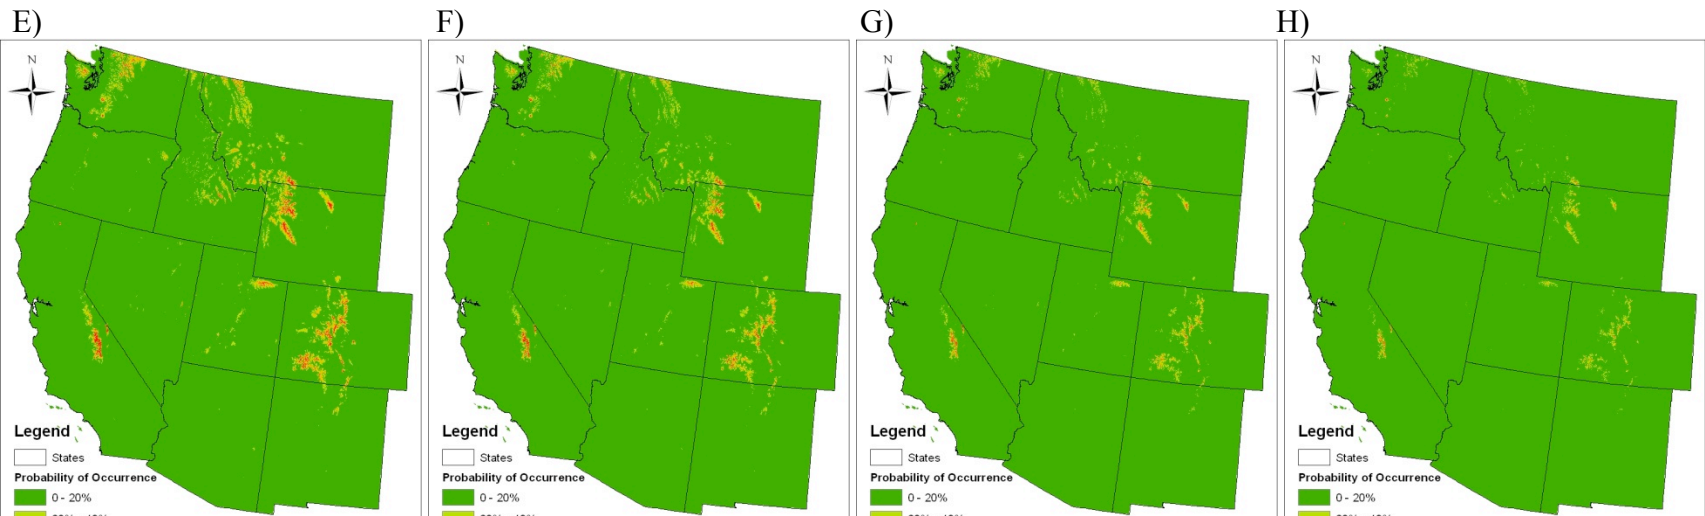 E) F) G) H)
N N N N
Legend Legend Legend Legend
States States States States
Probability of Occurrence Probability of Occurrence Probability of Occurrence Probability of Occurrence
0 - 20% 0 - 20% 0 - 20% 0 - 20%